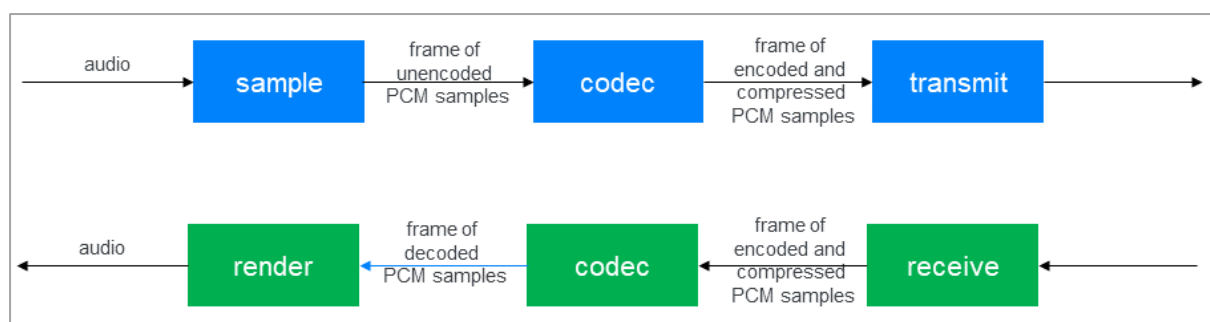 audio
sample
frame of
unencoded
PCM samples
codec
frame of
encoded and
compressed
PCM samples
transmit
audio
render
frame of
decoded
PCM samples
codec
frame of
encoded and
compressed
PCM samples
receive